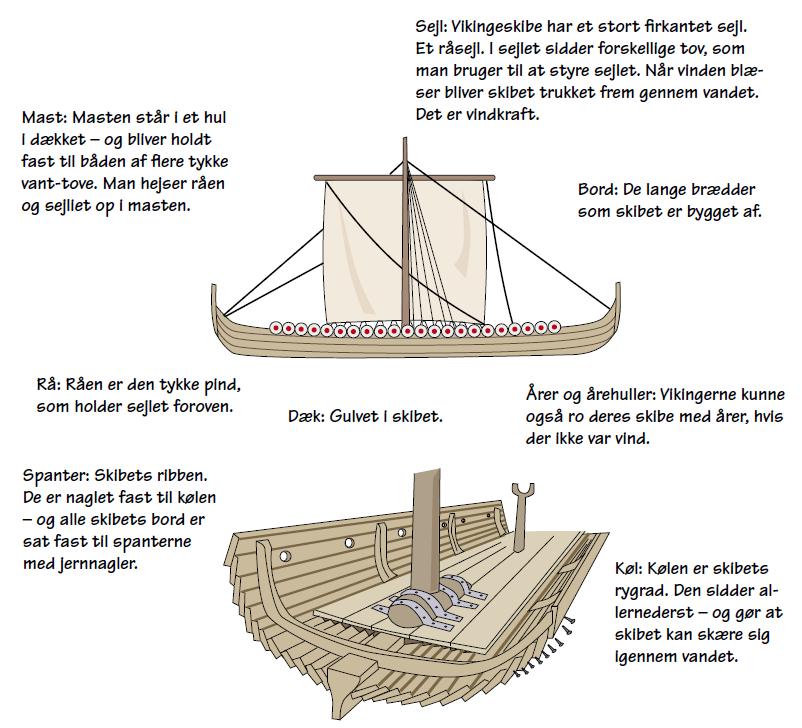 Sejl: Vikingeskibe har et stort firkantet sejl.
Et råsejl. I sejlet sidder forskellige tov, som
man bruger til at styre sejlet. Når vinden blæ-
ser bliver skibet trukket frem gennem vandet.
Det er vindkraft.
Mast: Masten står i et hul
i dækket – og bliver holdt
fast til båden af flere tykke
vant-tove. Man hejser råen
og sejllet op i masten.
Bord: De lange brædder
som skibet er bygget af.
Rå: Råen er den tykke pind,
som holder sejlet foroven.
Dæk: Gulvet i skibet.
Årer og årehuller: Vikingerne kunne
også ro deres skibe med årer, hvis
der ikke var vind.
Spanter: Skibets ribben.
De er naglet fast til kølen
– og alle skibets bord er
sat fast til spanterne
med jernnagler.
Køl: Kølen er skibets
rygrad. Den sidder al-
lernederst – og gør at
skibet kan skære sig
igennem vandet.